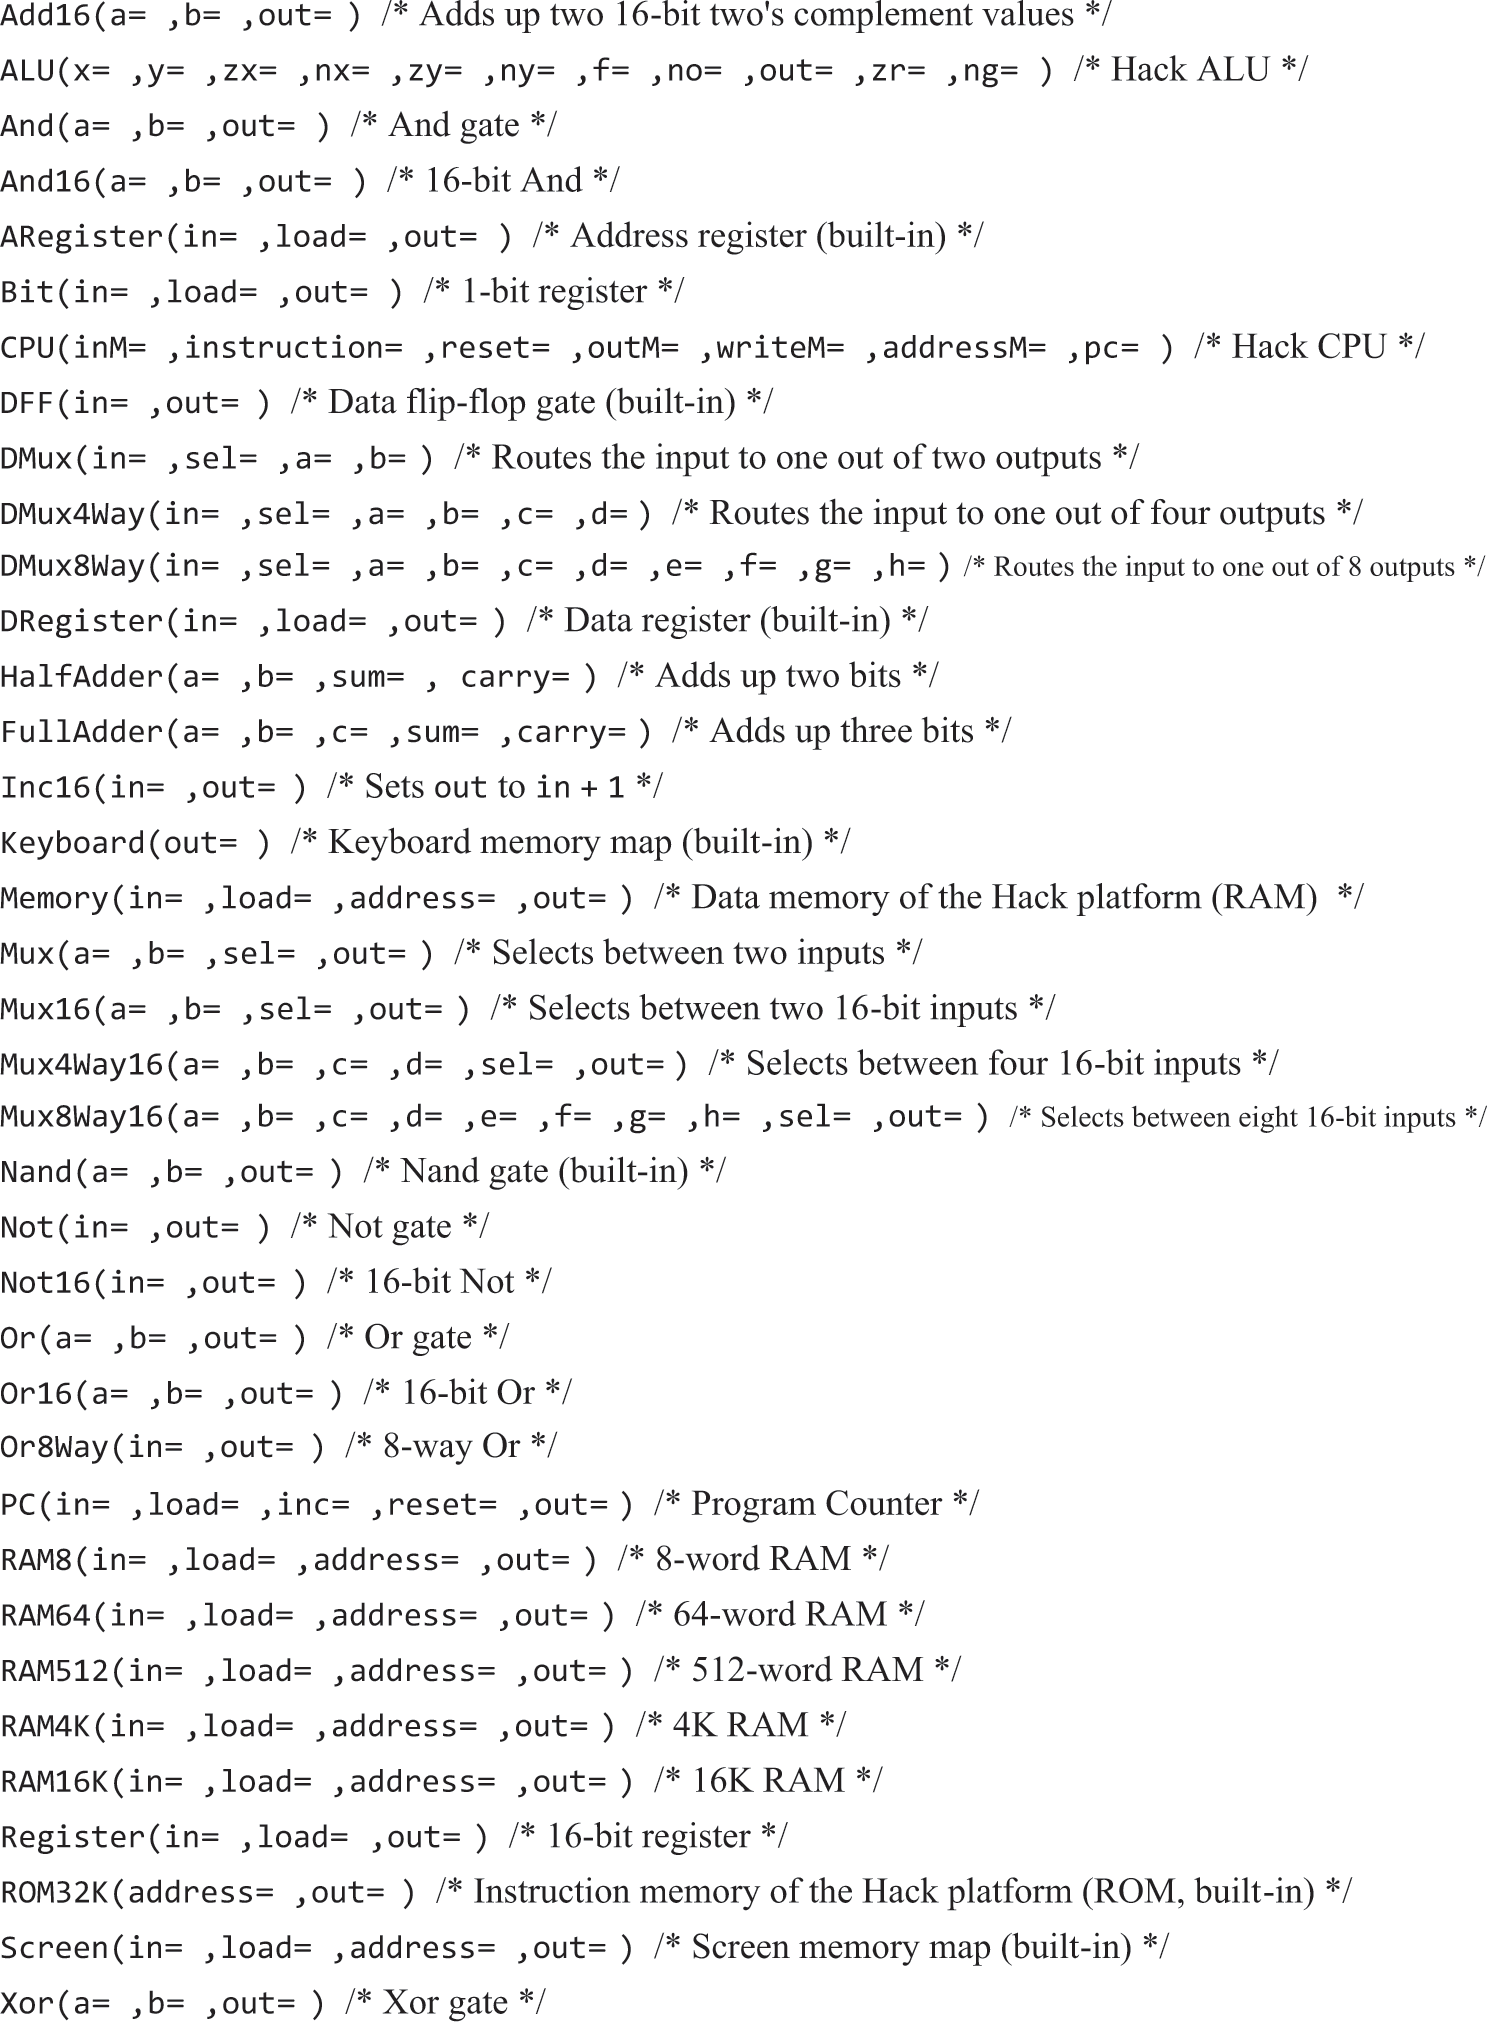 Add16(a= ,b= ,out= ) /* Adds up two 16-bit two's complement values */
ALU(x= ,y= ,zx= ,nx= ,zy= ,ny= ,f= ,no= ,out= ,zr= ,ng= ) /* Hack ALU */
And(a= ,b= ,out= ) /* And gate */
And16(a= ,b= ,out= ) /* 16-bit And */
ARegister(in= ,load= ,out= ) /* Address register (built-in) */
Bit(in= ,load= ,out= ) /* 1-bit register */
CPU(inM= ,instruction= ,reset= ,outM= ,writeM= ,addressM= ,pc= ) /* Hack CPU */
DFF(in= ,out= ) /* Data flip-flop gate (built-in) */
DMux(in= ,sel= ,a= ,b= ) /* Routes the input to one out of two outputs */
DMux4Way(in= ,sel= ,a= ,b= ,c= ,d= ) /* Routes the input to one out of four outputs */
DMux8Way(in= ,sel= ,a= ,b= ,c= ,d= ,e= ,f= ,g= ,h= ) /* Routes the input to one out of 8 outputs */
DRegister(in= ,load= ,out= ) /* Data register (built-in) */
HalfAdder(a= ,b= ,sum= , carry= ) /* Adds up two bits */
FullAdder(a= ,b= ,c= ,sum= ,carry= ) /* Adds up three bits */
Inc16(in= ,out= ) /* Sets out to in + 1 */
Keyboard(out= ) /* Keyboard memory map (built-in) */
Memory(in= ,load= ,address= ,out= ) /* Data memory of the Hack platform (RAM) */
Mux(a= ,b= ,sel= ,out= ) /* Selects between two inputs */
Mux16(a= ,b= ,sel= ,out= ) /* Selects between two 16-bit inputs */
Mux4Way16(a= ,b= ,c= ,d= ,sel= ,out= ) /* Selects between four 16-bit inputs */
Mux8Way16(a= ,b= ,c= ,d= ,e= ,f= ,g= ,h= ,sel= ,out= ) /* Selects between eight 16-bit inputs */
Nand(a= ,b= ,out= ) /* Nand gate (built-in) */
Not(in= ,out= ) /* Not gate */
Not16(in= ,out= ) /* 16-bit Not */
Or(a= ,b= ,out= ) /* Or gate */
Or16(a= ,b= ,out= ) /* 16-bit Or */
Or8Way(in= ,out= ) /* 8-way Or */
PC(in= ,load= ,inc= ,reset= ,out= ) /* Program Counter */
RAM8(in= ,load= ,address= ,out= ) /* 8-word RAM */
RAM64(in= ,load= ,address= ,out= ) /* 64-word RAM */
RAM512(in= ,load= ,address= ,out= ) /* 512-word RAM */
RAM4K(in= ,load= ,address= ,out= ) /* 4K RAM */
RAM16K(in= ,load= ,address= ,out= ) /* 16K RAM */
Register(in= ,load= ,out= ) /* 16-bit register */
ROM32K(address= ,out= ) /* Instruction memory of the Hack platform (ROM, built-in) */
Screen(in= ,load= ,address= ,out= ) /* Screen memory map (built-in) */
Xor(a= ,b= ,out= ) /* Xor gate */